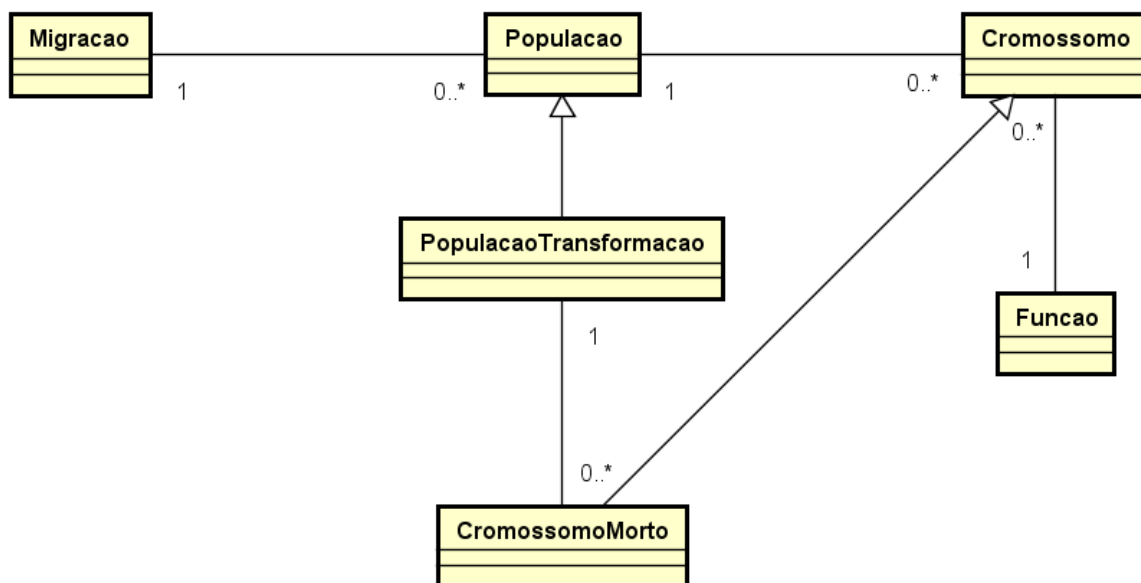 Migracao
Populacao
Cromossomo
1
0..*
1
0..*
0..*
PopulacaoTransformacao
1
Funcao
1
0..*
CromossomoMorto